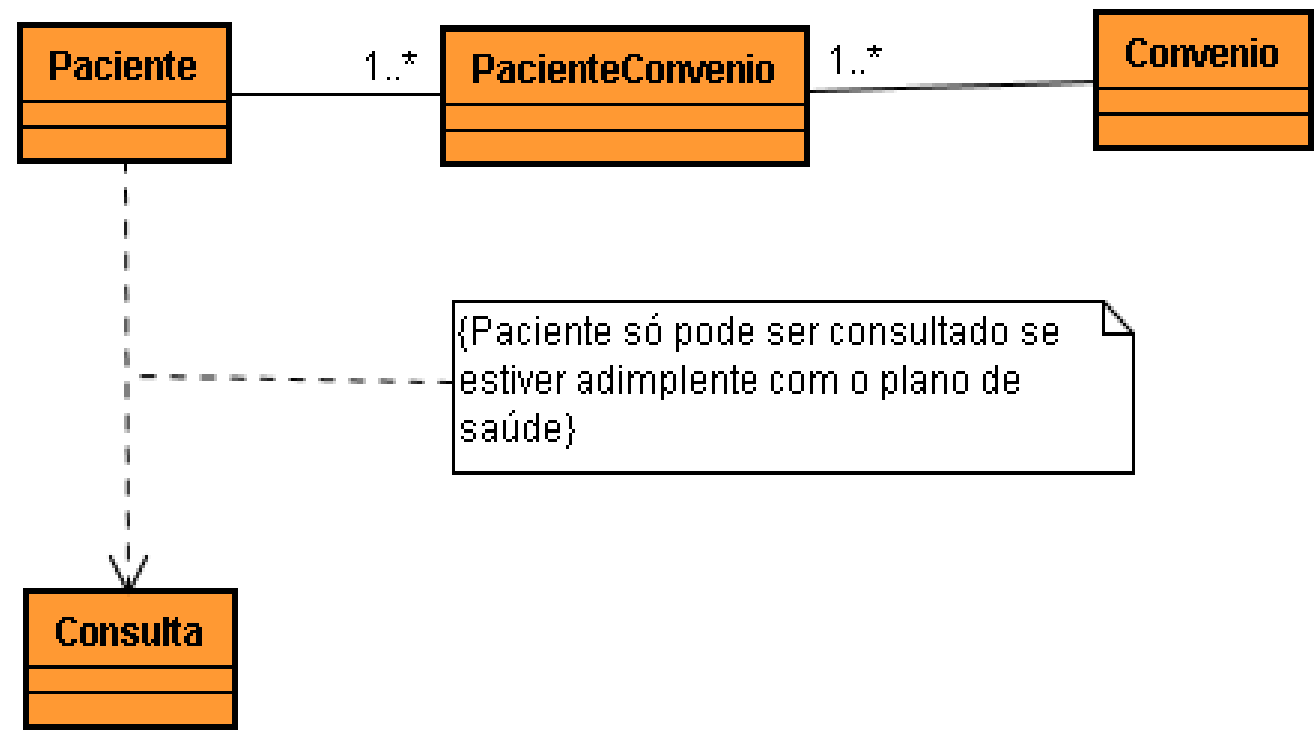 Paciente
1..*
PacienteConvenio
1..*
Convenio
{Paciente só pode ser consultado se
estiver adimplente com o plano de
saúde}
Consulta